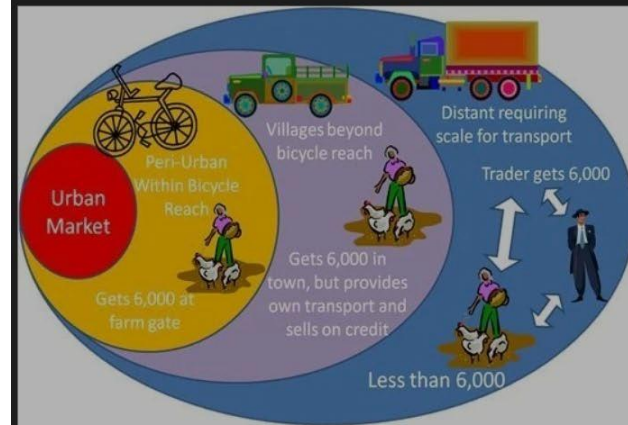 Urban
Market
Peri-Urban
Within Bicycle
Reach
Gets 6,000 at
farm gate
Villages beyond
bicycle reach
Gets 6,000 in
town, but provides
own transport and
sells on credit
Distant requiring
scale for transport
Trader gets 6,000
Less than 6,000